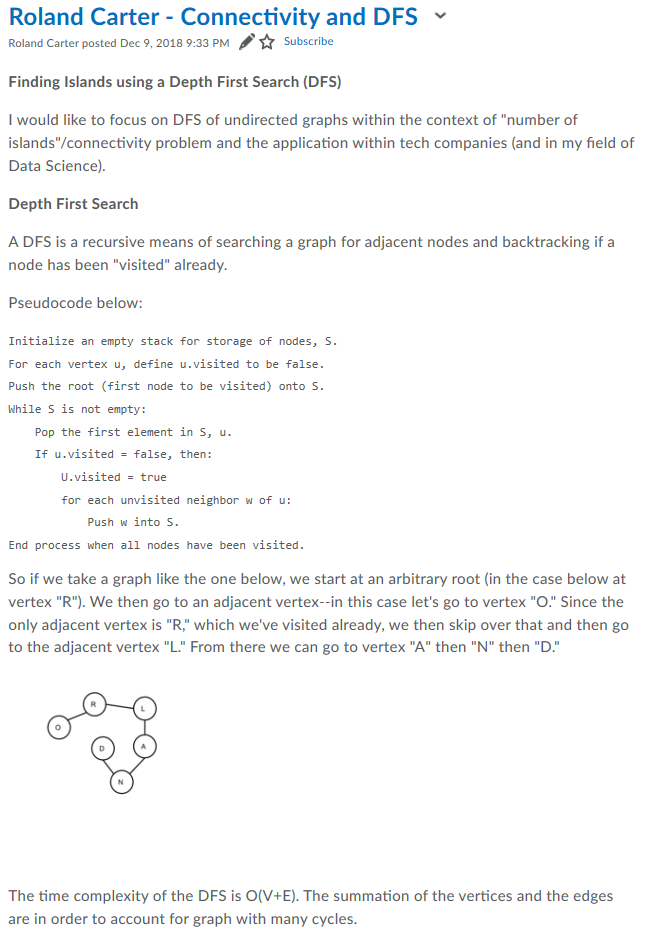 Roland Carter - Connectivity and DFS
Roland Carter posted Dec 9, 2018 9:33 PM Subscribe
Finding Islands using a Depth First Search (DFS)
I would like to focus on DFS of undirected graphs within the context of "number of
islands"/connectivity problem and the application within tech companies (and in my field of
Data Science).
Depth First Search
A DFS is a recursive means of searching a graph for adjacent nodes and backtracking if a
node has been "visited" already.
Pseudocode below:
Initialize an empty stack for storage of nodes, S.
For each vertex u, define u.visited to be false.
Push the root (first node to be visited) onto S.
While S is not empty:
    Pop the first element in S, u.
    If u.visited = false, then:
        U.visited = true
        for each unvisited neighbor w of u:
            Push w into S.
End process when all nodes have been visited.
So if we take a graph like the one below, we start at an arbitrary root (in the case below at
vertex "R"). We then go to an adjacent vertex--in this case let's go to vertex "O." Since the
only adjacent vertex is "R," which we've visited already, we then skip over that and then go
to the adjacent vertex "L." From there we can go to vertex "A" then "N" then "D."
R
L
O
D
A
N
The time complexity of the DFS is O(V+E). The summation of the vertices and the edges
are in order to account for graph with many cycles.